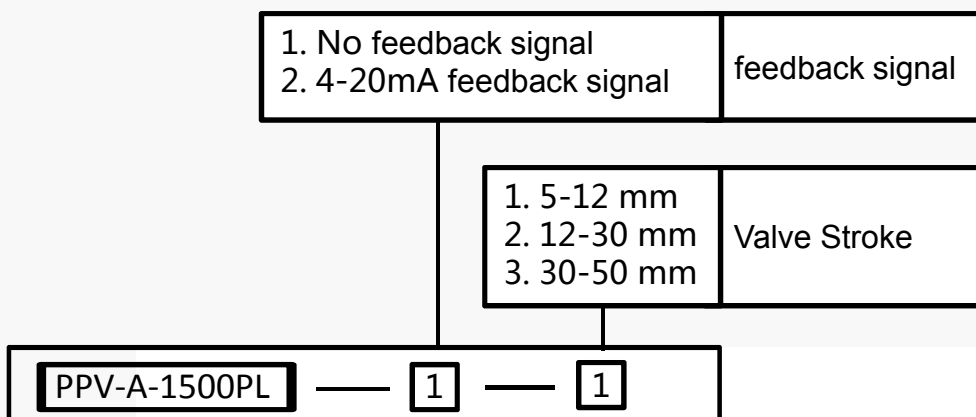 1. No feedback signal
2. 4-20mA feedback signal
feedback signal
1. 5-12 mm
2. 12-30 mm
3. 30-50 mm
Valve Stroke
PPV-A-1500PL — 1 — 1